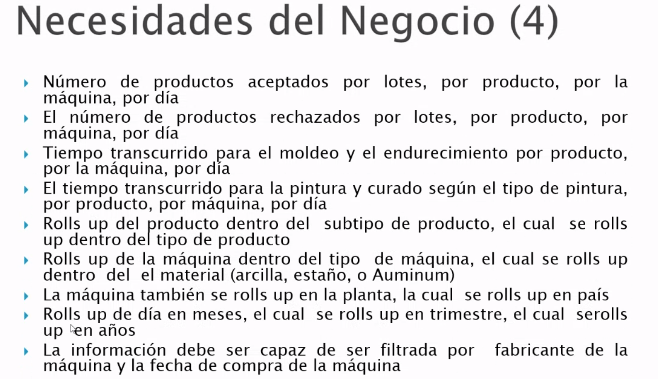 Necesidades del Negocio (4)
Número de productos aceptados por lotes, por producto, por la
máquina, por día
El número de productos rechazados por lotes, por producto, por
máquina, por día
Tiempo transcurrido para el moldeo y el endurecimiento por producto,
por la máquina, por día
El tiempo transcurrido para la pintura y curado según el tipo de pintura,
por producto, por máquina, por día
Rolls up del producto dentro del subtipo de producto, el cual se rolls
up dentro del tipo de producto
Rolls up de la máquina dentro del tipo de máquina, el cual se rolls up
dentro del el material (arcilla, estaño, o Auminum)
La máquina también se rolls up en la planta, la cual se rolls up en país
Rolls up de día en meses, el cual se rolls up en trimestre, el cual serolls
up en años
La información debe ser capaz de ser filtrada por fabricante de la
máquina y la fecha de compra de la máquina